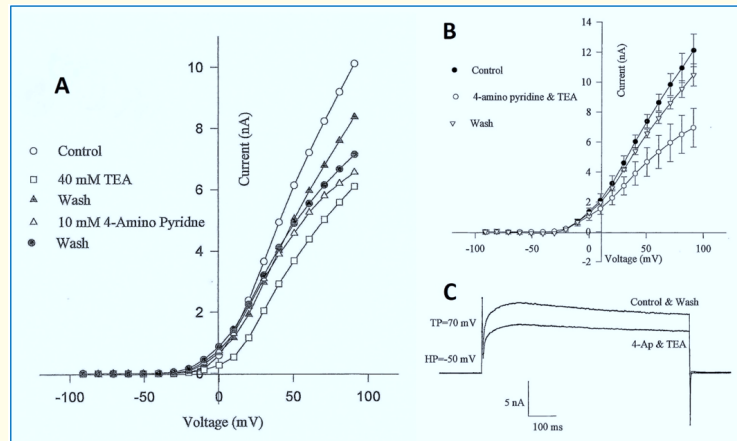 A
Control
40 mM TEA
Wash
10 mM 4-Amino Pyridne
Wash
Current (nA)
10
8
6
4
2
0
-100
-50
0
50
100
Voltage (mV)
B
Control
4-amino pyridine & TEA
Wash
Current (nA)
14
12
10
8
6
4
2
0
-2
-100
-50
0
50
100
Voltage (mV)
C
Control & Wash
TP=70 mV
4-Ap & TEA
HP=-50 mV
5 nA
100 ms